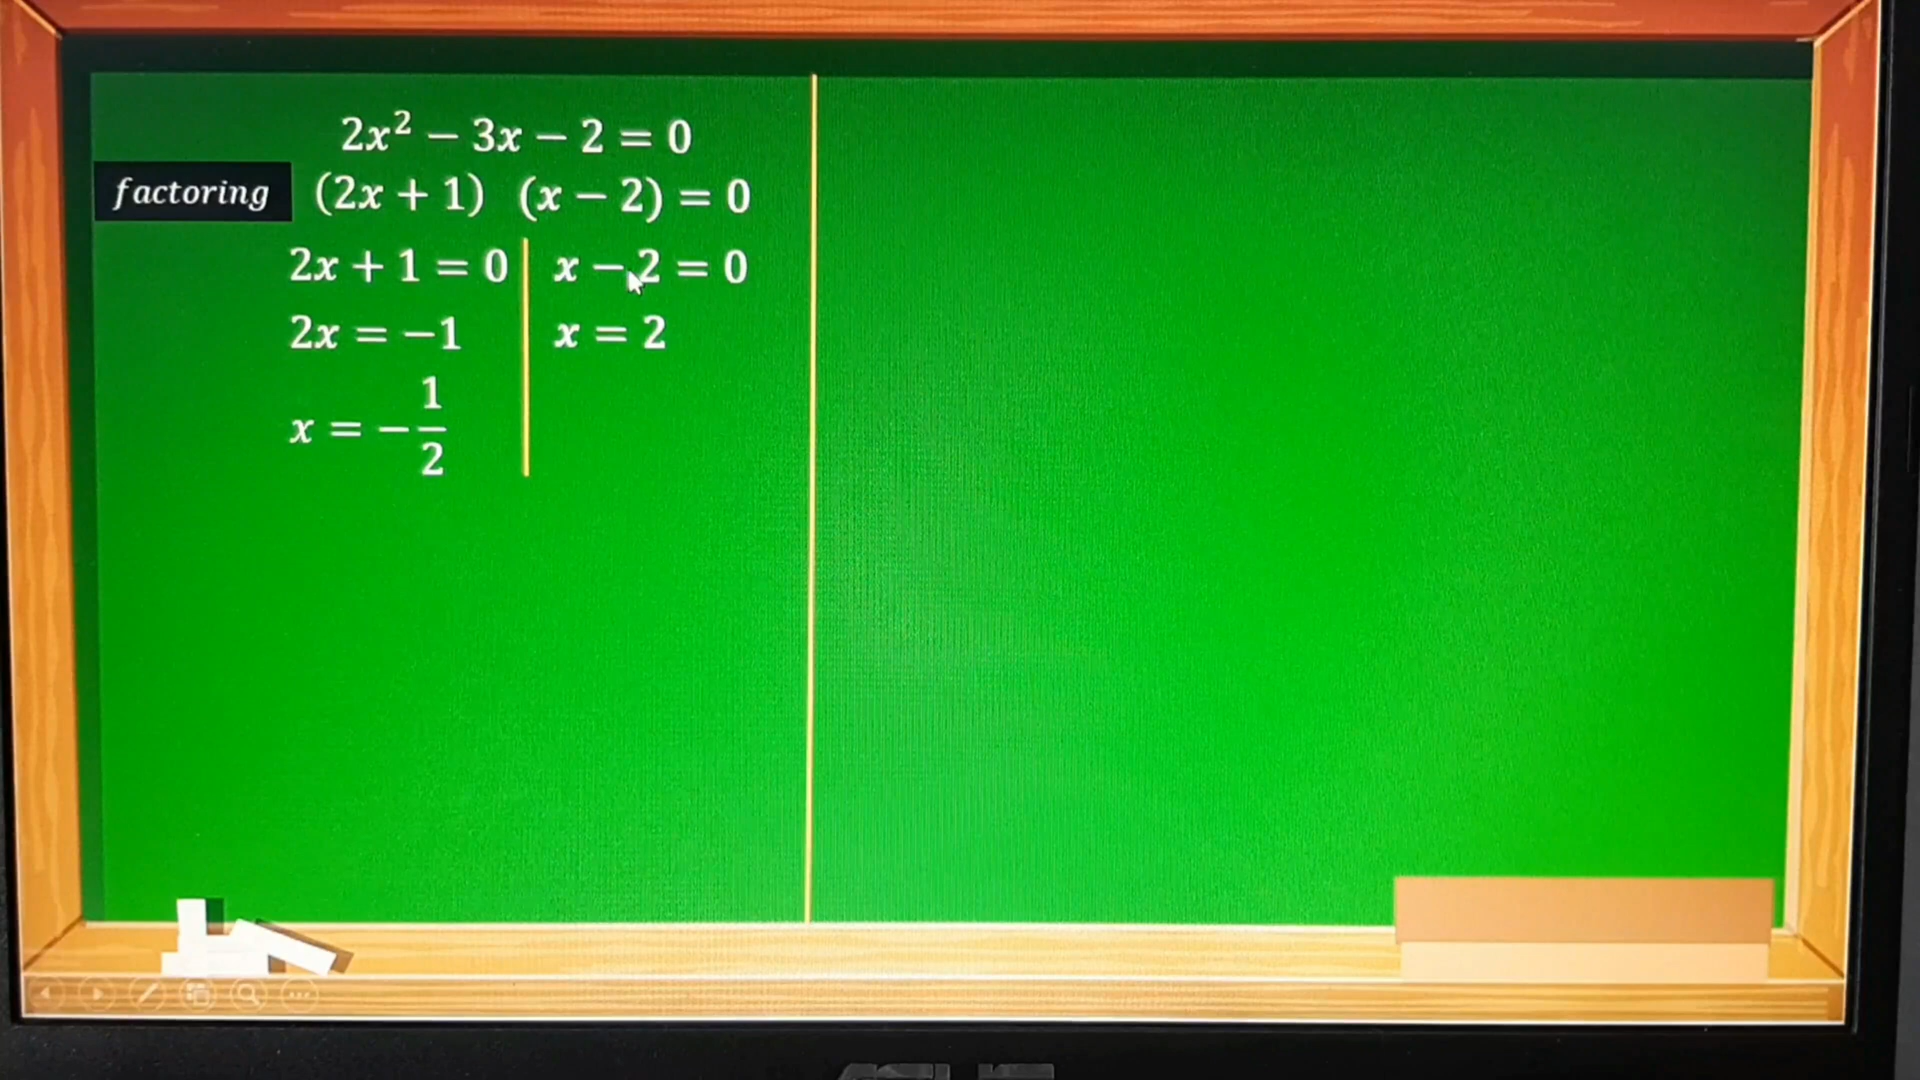 2x² − 3x − 2 = 0
factoring (2x + 1) (x − 2) = 0
2x + 1 = 0 | x − 2 = 0
2x = −1 | x = 2
x = −1/2